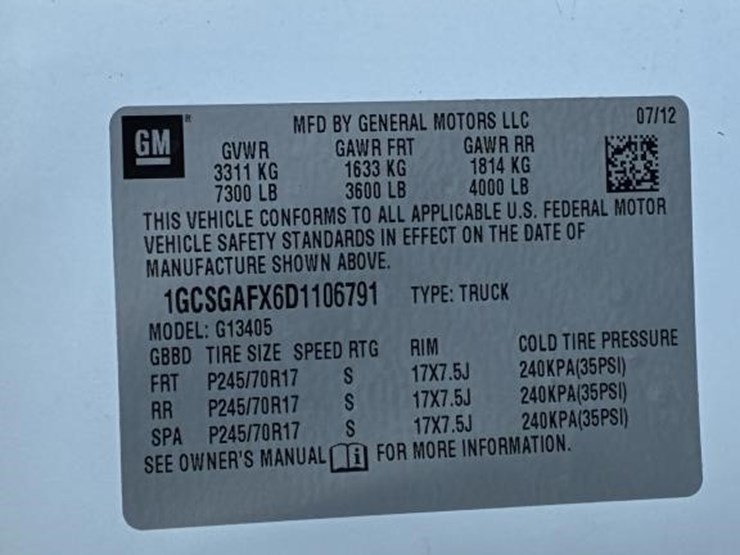 GM
®
MFD BY GENERAL MOTORS LLC 07/12
GVWR GAWR FRT GAWR RR
3311 KG 1633 KG 1814 KG
7300 LB 3600 LB 4000 LB
THIS VEHICLE CONFORMS TO ALL APPLICABLE U.S. FEDERAL MOTOR
VEHICLE SAFETY STANDARDS IN EFFECT ON THE DATE OF
MANUFACTURE SHOWN ABOVE.
1GCSGAFX6D1106791 TYPE: TRUCK
MODEL: G13405
GBBD TIRE SIZE SPEED RTG RIM COLD TIRE PRESSURE
FRT P245/70R17 S 17X7.5J 240KPA(35PSI)
RR P245/70R17 S 17X7.5J 240KPA(35PSI)
SPA P245/70R17 S 17X7.5J 240KPA(35PSI)
SEE OWNER'S MANUAL i FOR MORE INFORMATION.